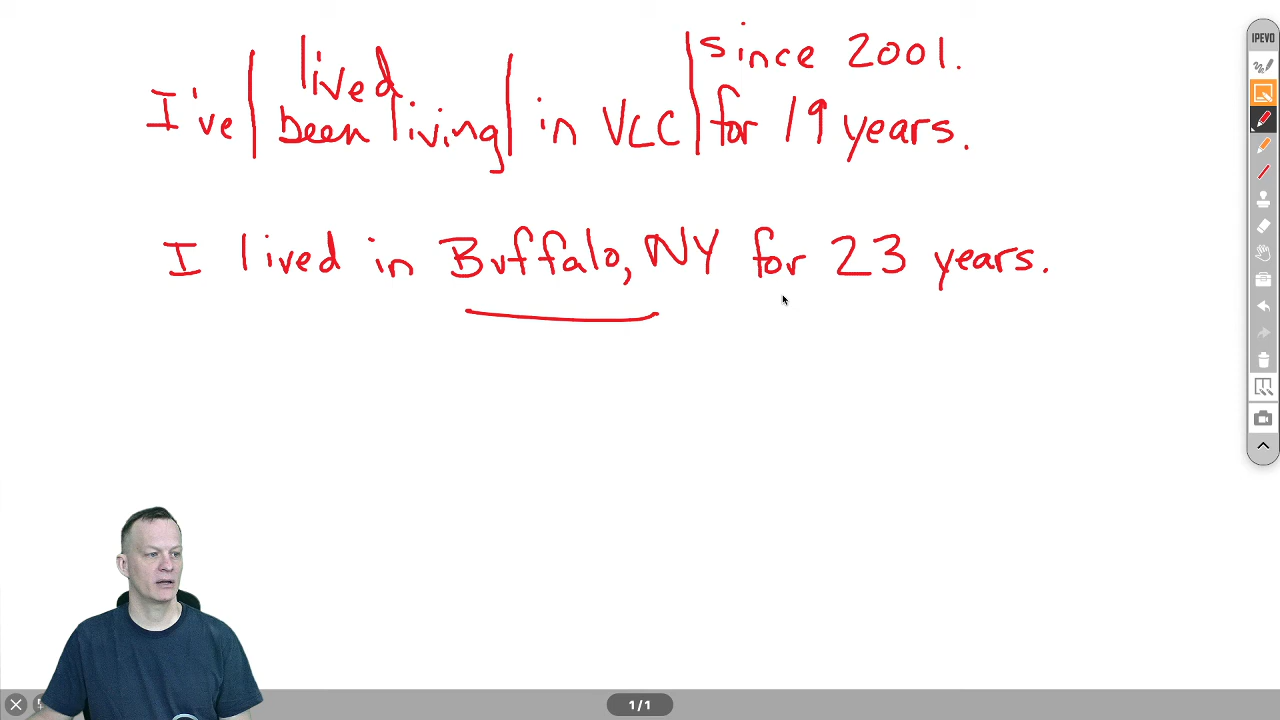 lived
since 2001.
I've been living in VLC for 19 years.
I lived in Buffalo, NY for 23 years.
IPEVO
1/1